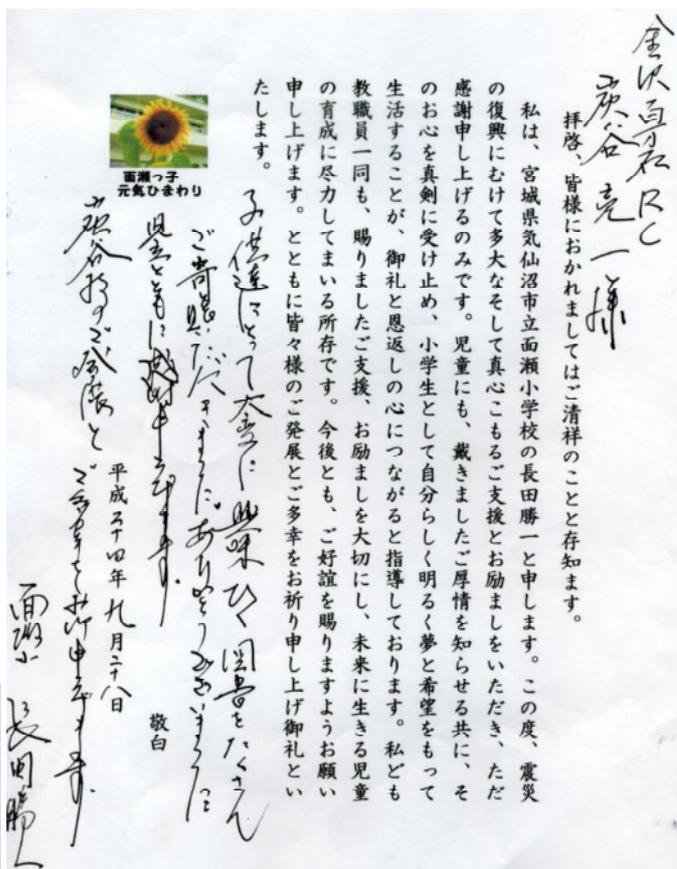 金沢百万石RC
炭谷亮一様
拝啓、皆様におかれましてはご清祥のことと存知ます。
私は、宮城県気仙沼市立面瀬小学校の長田勝一と申します。この度、震災
の復興にむけて多大なそして真心こもるご支援とお励ましをいただき、ただ
感謝申し上げるのみです。児童にも、戴きましたご厚情を知らせる共に、そ
のお心を真剣に受け止め、小学生として自分らしく明るく夢と希望をもって
生活することが、御礼と恩返しの心につながると指導しております。私ども
教職員一同も、賜りましたご支援、お励ましを大切にし、未来に生きる児童
の育成に尽力してまいる所存です。今後とも、ご好誼を賜りますようお願い
申し上げます。とともに皆々様のご発展とご多幸をお祈り申し上げ御礼とい
たします。
面瀬っ子
元気ひまわり
子供達にとって大変に興味ひく図書をたくさん
ご寄贈いただきました。ありがとうございました。
児童とともに感謝申し上げます。
炭谷様のご発展と
ご多幸をお祈り申し上げます。
敬白
平成二十四年九月二十八日
面瀬小 長田勝一